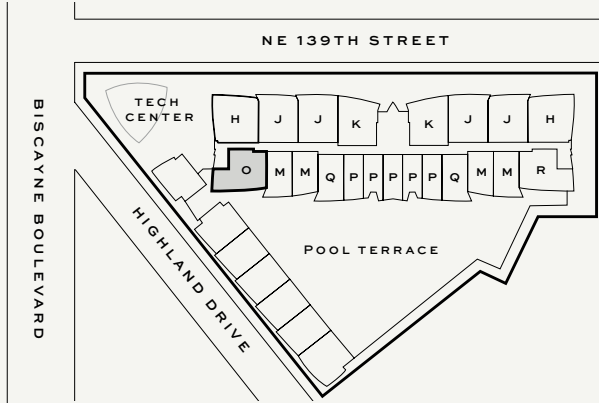 NE 139TH STREET
BISCAYNE BOULEVARD
TECH
CENTER
H J J K K J J H
O M M Q P P P P P Q M M R
HIGHLAND DRIVE
POOL TERRACE